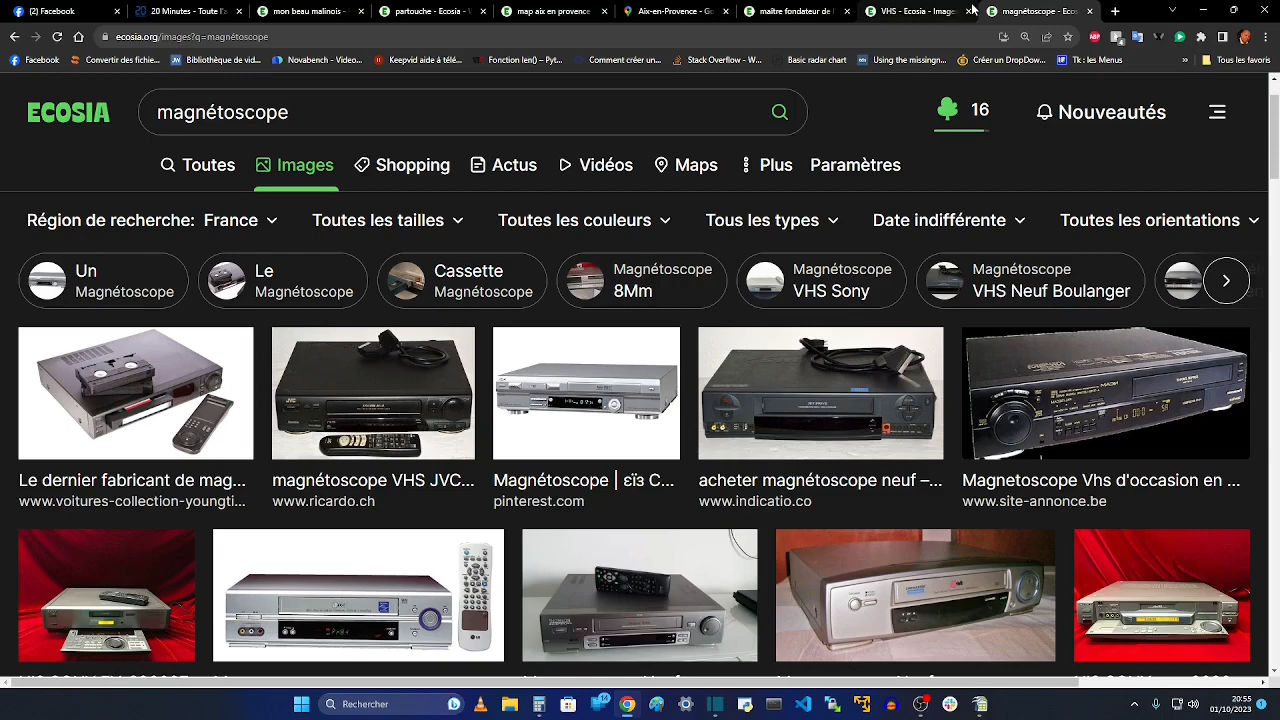 Facebook
20 Minutes - Toute l'a
mon beau malinois -
partouche - Ecosia - V
map aix en provence
Aix-en-Provence - Go
maître fondateur de l'
VHS - Ecosia - Image
magnétoscope - Ecos
ecosia.org/images?q=magnétoscope
Facebook
Convertir des fichie...
Bibliothèque de vid...
Novabench - Video...
Keepvid aide à télé...
Fonction len() – Pyt...
Comment créer un...
Stack Overflow - W...
Basic radar chart
Using the missingn...
Créer un DropDow...
Tk : les Menus
Tous les favoris
ECOSIA
magnétoscope
16
Nouveautés
Toutes
Images
Shopping
Actus
Vidéos
Maps
Plus
Paramètres
Région de recherche: France
Toutes les tailles
Toutes les couleurs
Tous les types
Date indifférente
Toutes les orientations
Un
Magnétoscope
Le
Magnétoscope
Cassette
Magnétoscope
Magnétoscope
8Mm
Magnétoscope
VHS Sony
Magnétoscope
VHS Neuf Boulanger
Le dernier fabricant de mag...
www.voitures-collection-youngti...
magnétoscope VHS JVC...
www.ricardo.ch
Magnétoscope | εïз C...
pinterest.com
acheter magnétoscope neuf –...
www.indicatio.co
Magnetoscope Vhs d'occasion en ...
www.site-annonce.be
Rechercher
14
20:55
01/10/2023